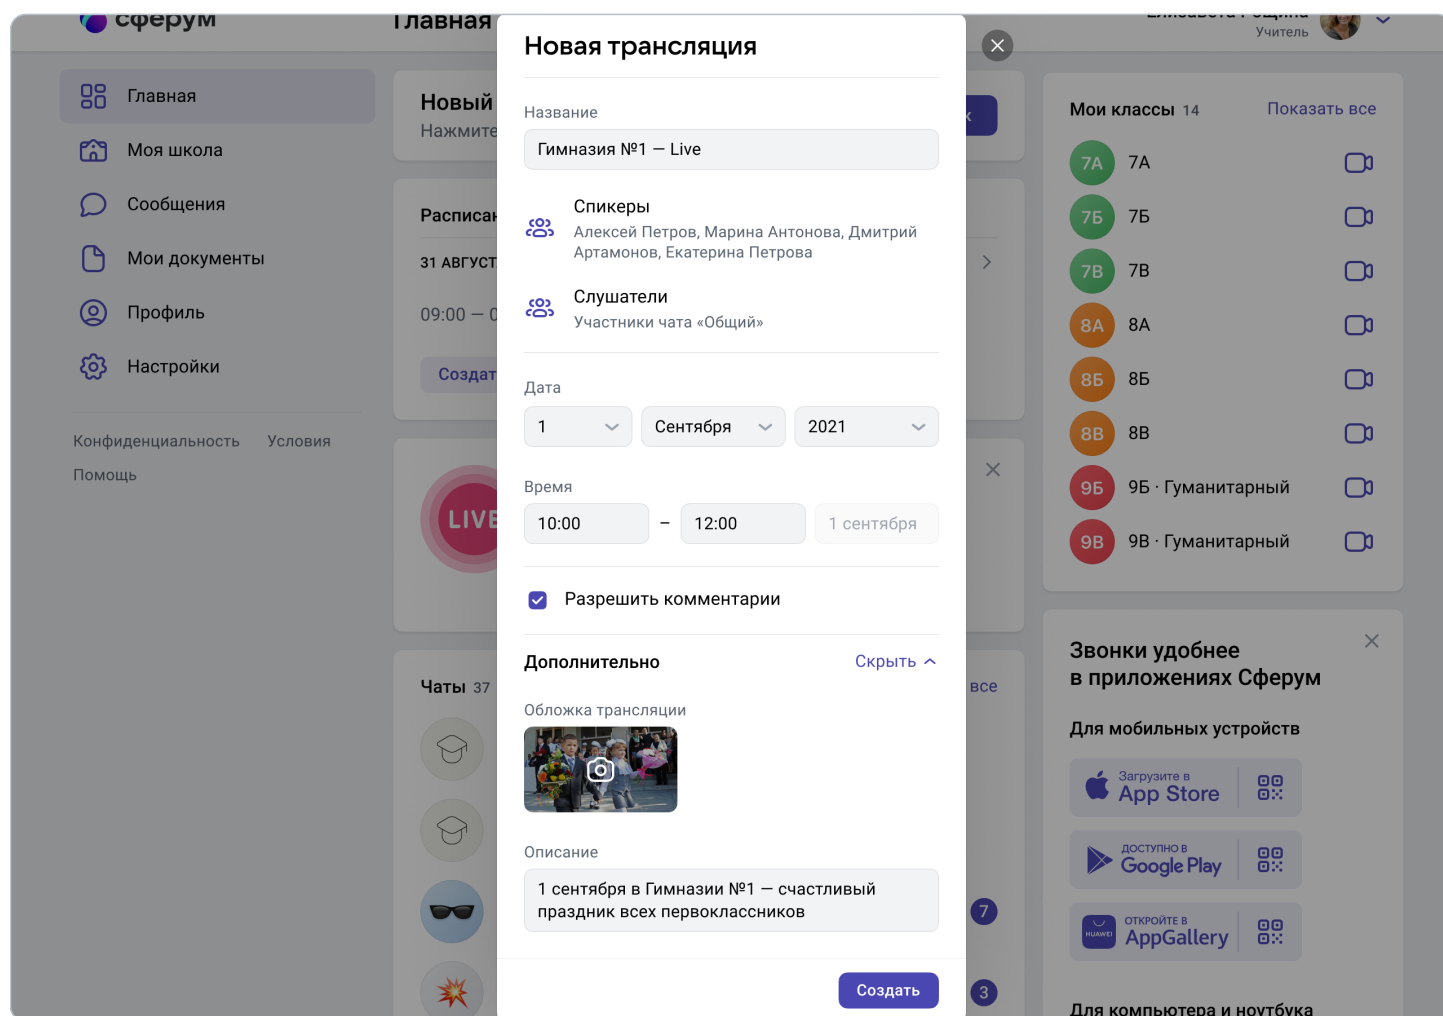 сферум
Главная
Елизавета Рощина
Учитель
Главная
Моя школа
Сообщения
Мои документы
Профиль
Настройки
Конфиденциальность Условия
Помощь
Новый
Нажмите
к
Расписан
31 АВГУСТ
09:00 — 0
Создат
LIVE
Чаты 37
все
7
3
Новая трансляция
Название
Гимназия №1 — Live
Спикеры
Алексей Петров, Марина Антонова, Дмитрий
Артамонов, Екатерина Петрова
Слушатели
Участники чата «Общий»
Дата
1 Сентября 2021
Время
10:00 – 12:00 1 сентября
Разрешить комментарии
Дополнительно Скрыть
Обложка трансляции
Описание
1 сентября в Гимназии №1 — счастливый
праздник всех первоклассников
Создать
Мои классы 14 Показать все
7А 7А
7Б 7Б
7В 7В
8А 8А
8Б 8Б
8В 8В
9Б 9Б · Гуманитарный
9В 9В · Гуманитарный
Звонки удобнее
в приложениях Сферум
Для мобильных устройств
Загрузите в
App Store
ДОСТУПНО В
Google Play
HUAWEI
ОТКРОЙТЕ В
AppGallery
Для компьютера и ноутбука